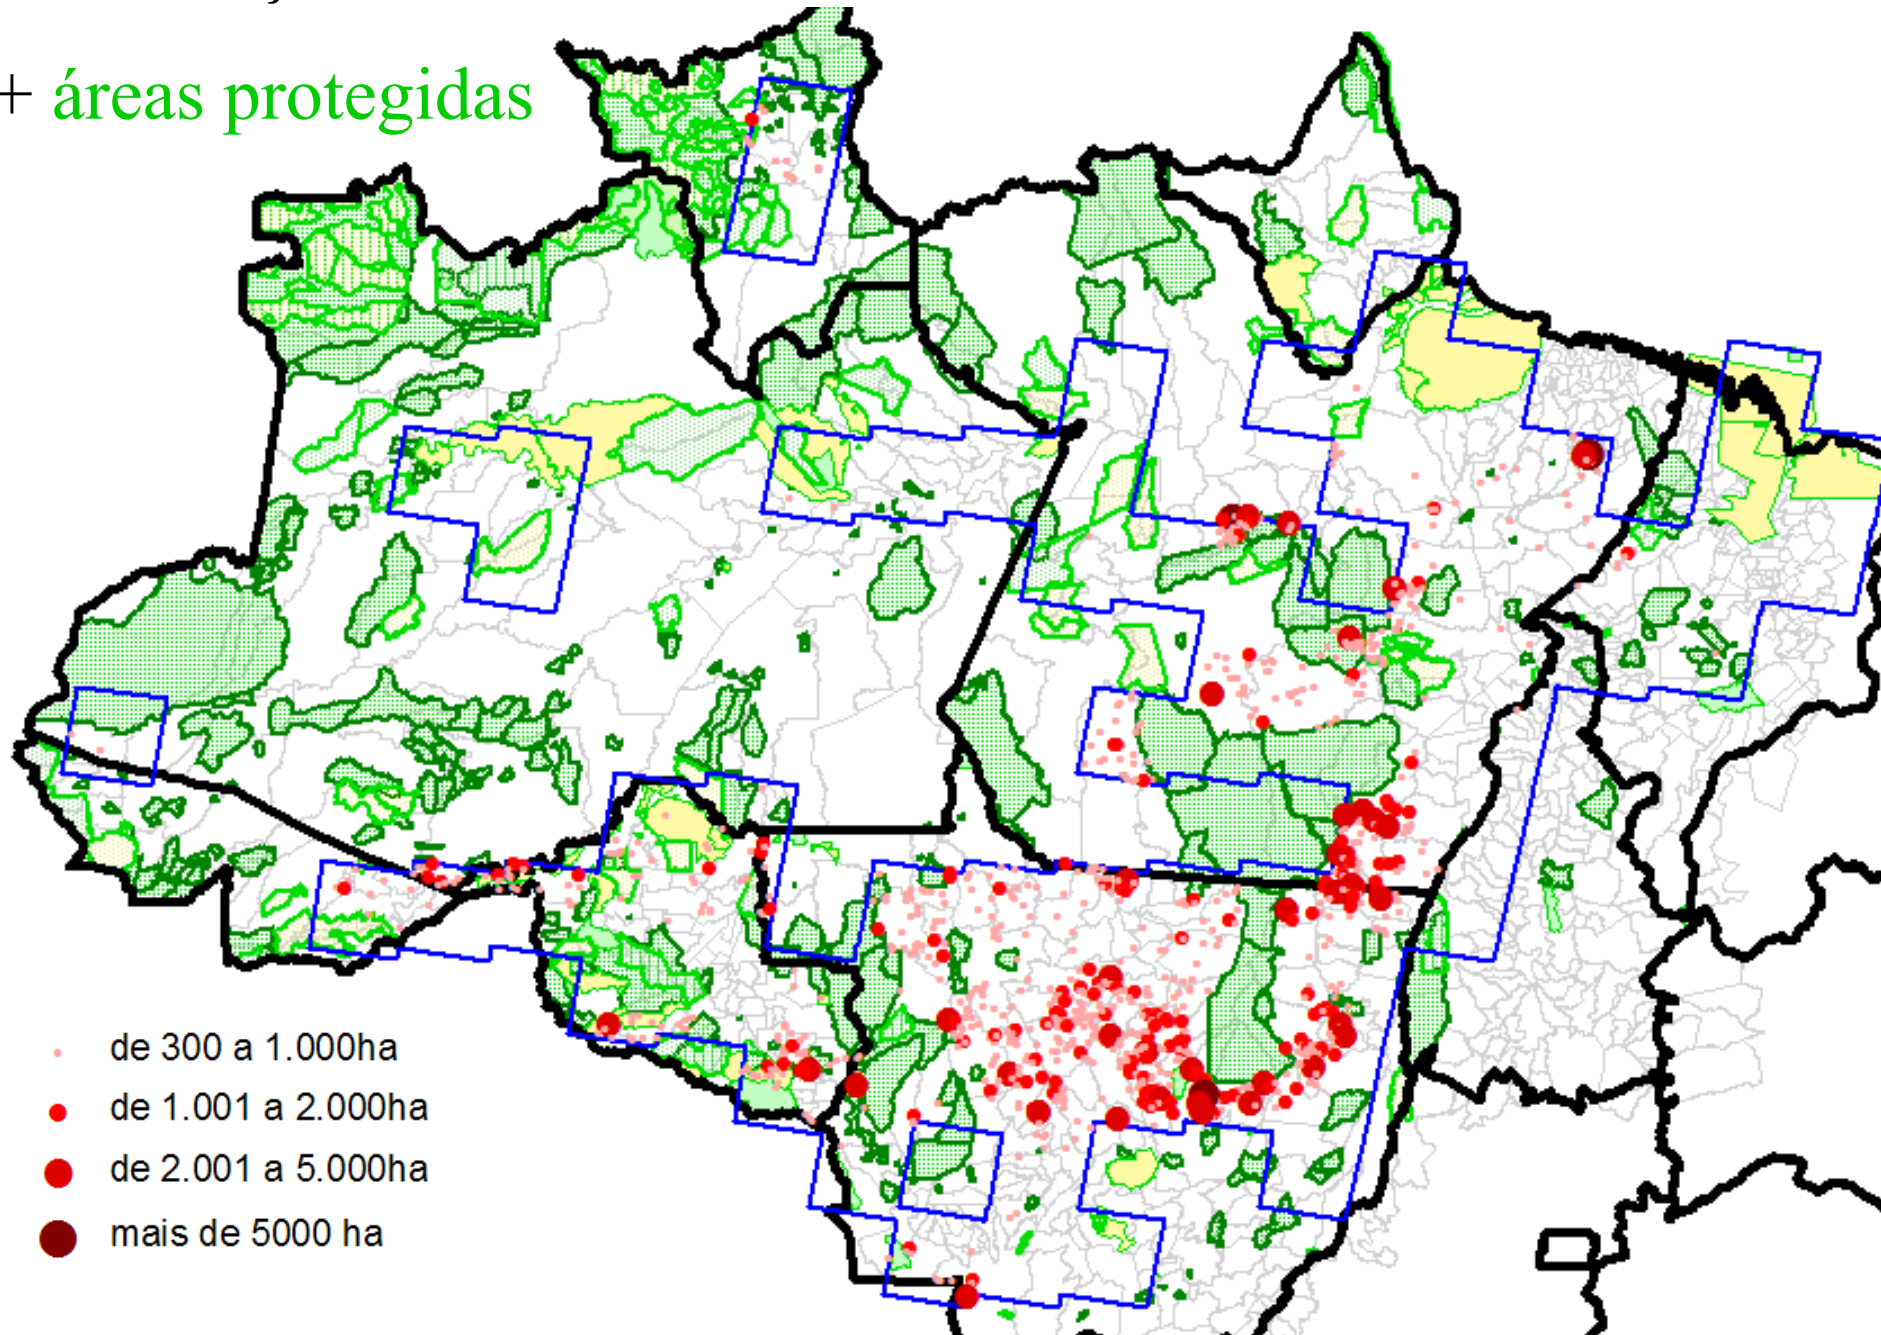 + áreas protegidas
de 300 a 1.000ha
de 1.001 a 2.000ha
de 2.001 a 5.000ha
mais de 5000 ha